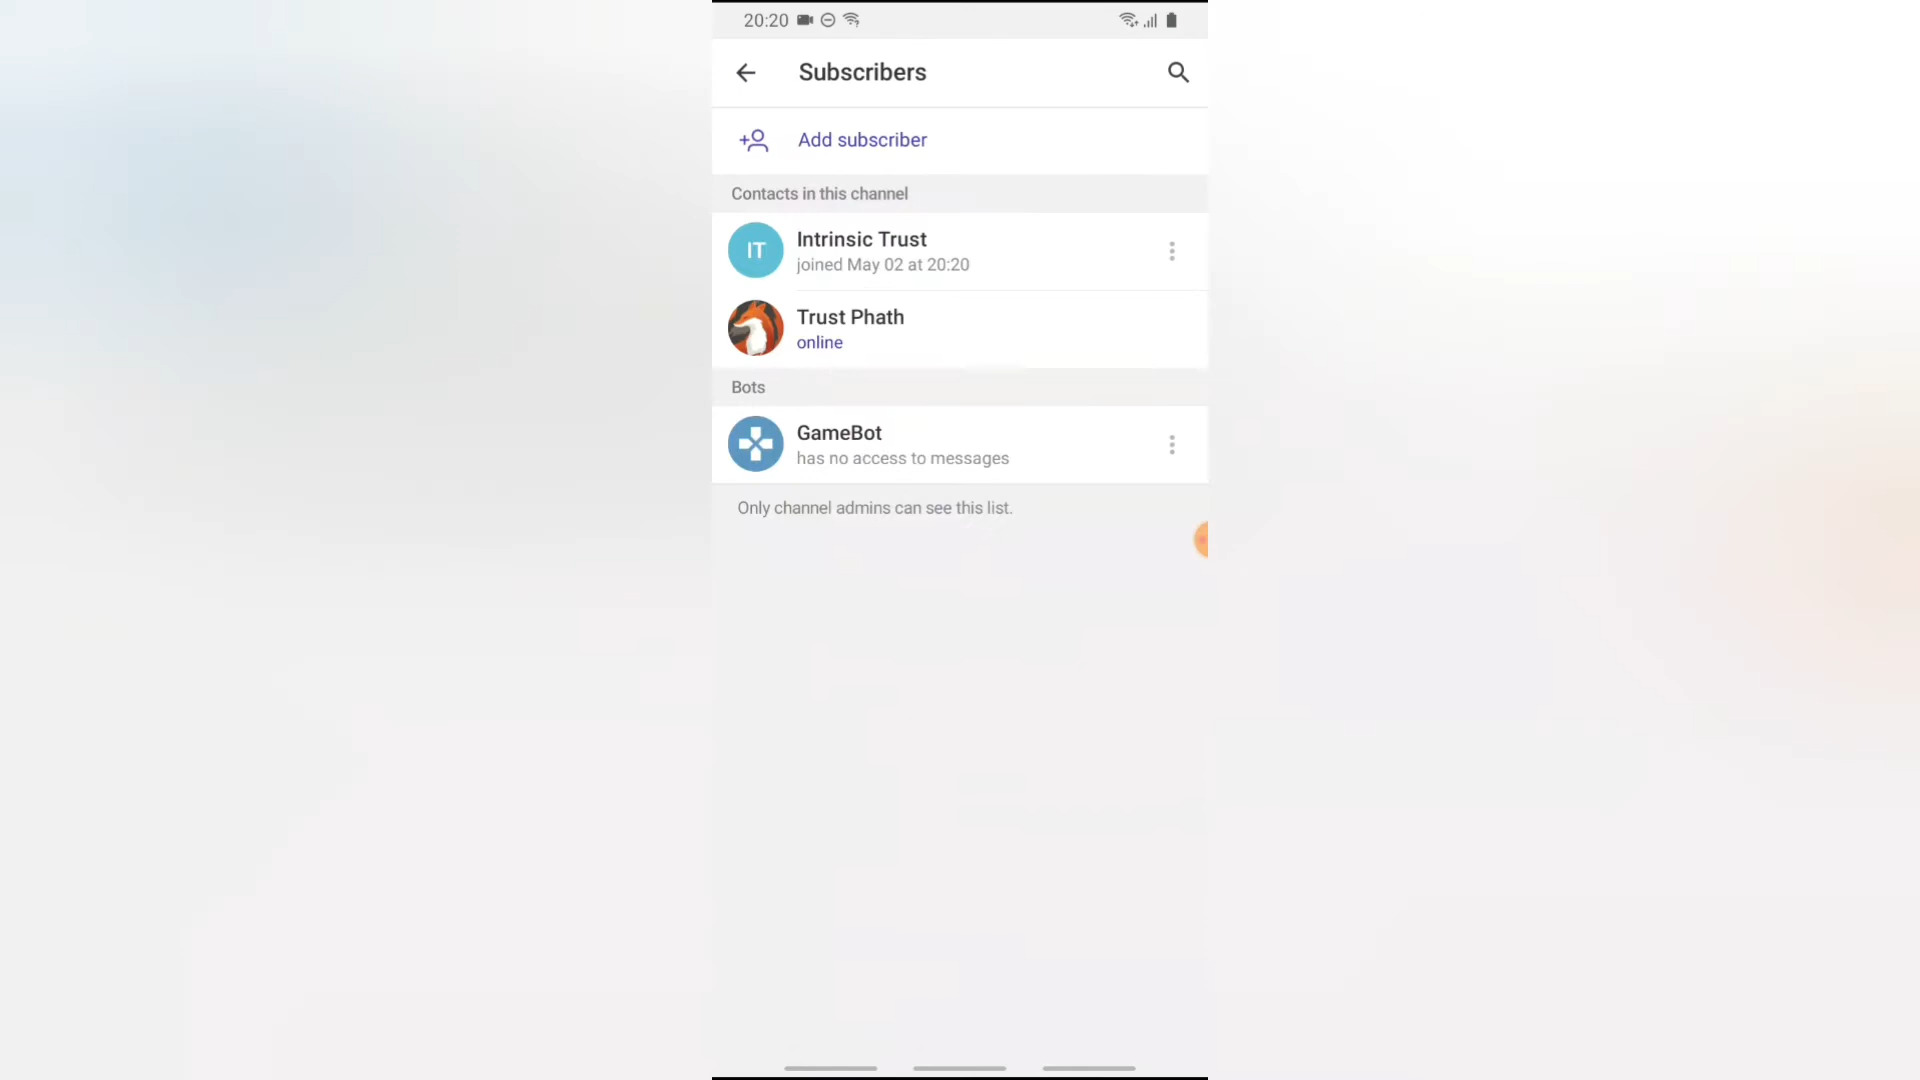 20:20
Subscribers
Add subscriber
Contacts in this channel
IT
Intrinsic Trust
joined May 02 at 20:20
Trust Phath
online
Bots
GameBot
has no access to messages
Only channel admins can see this list.